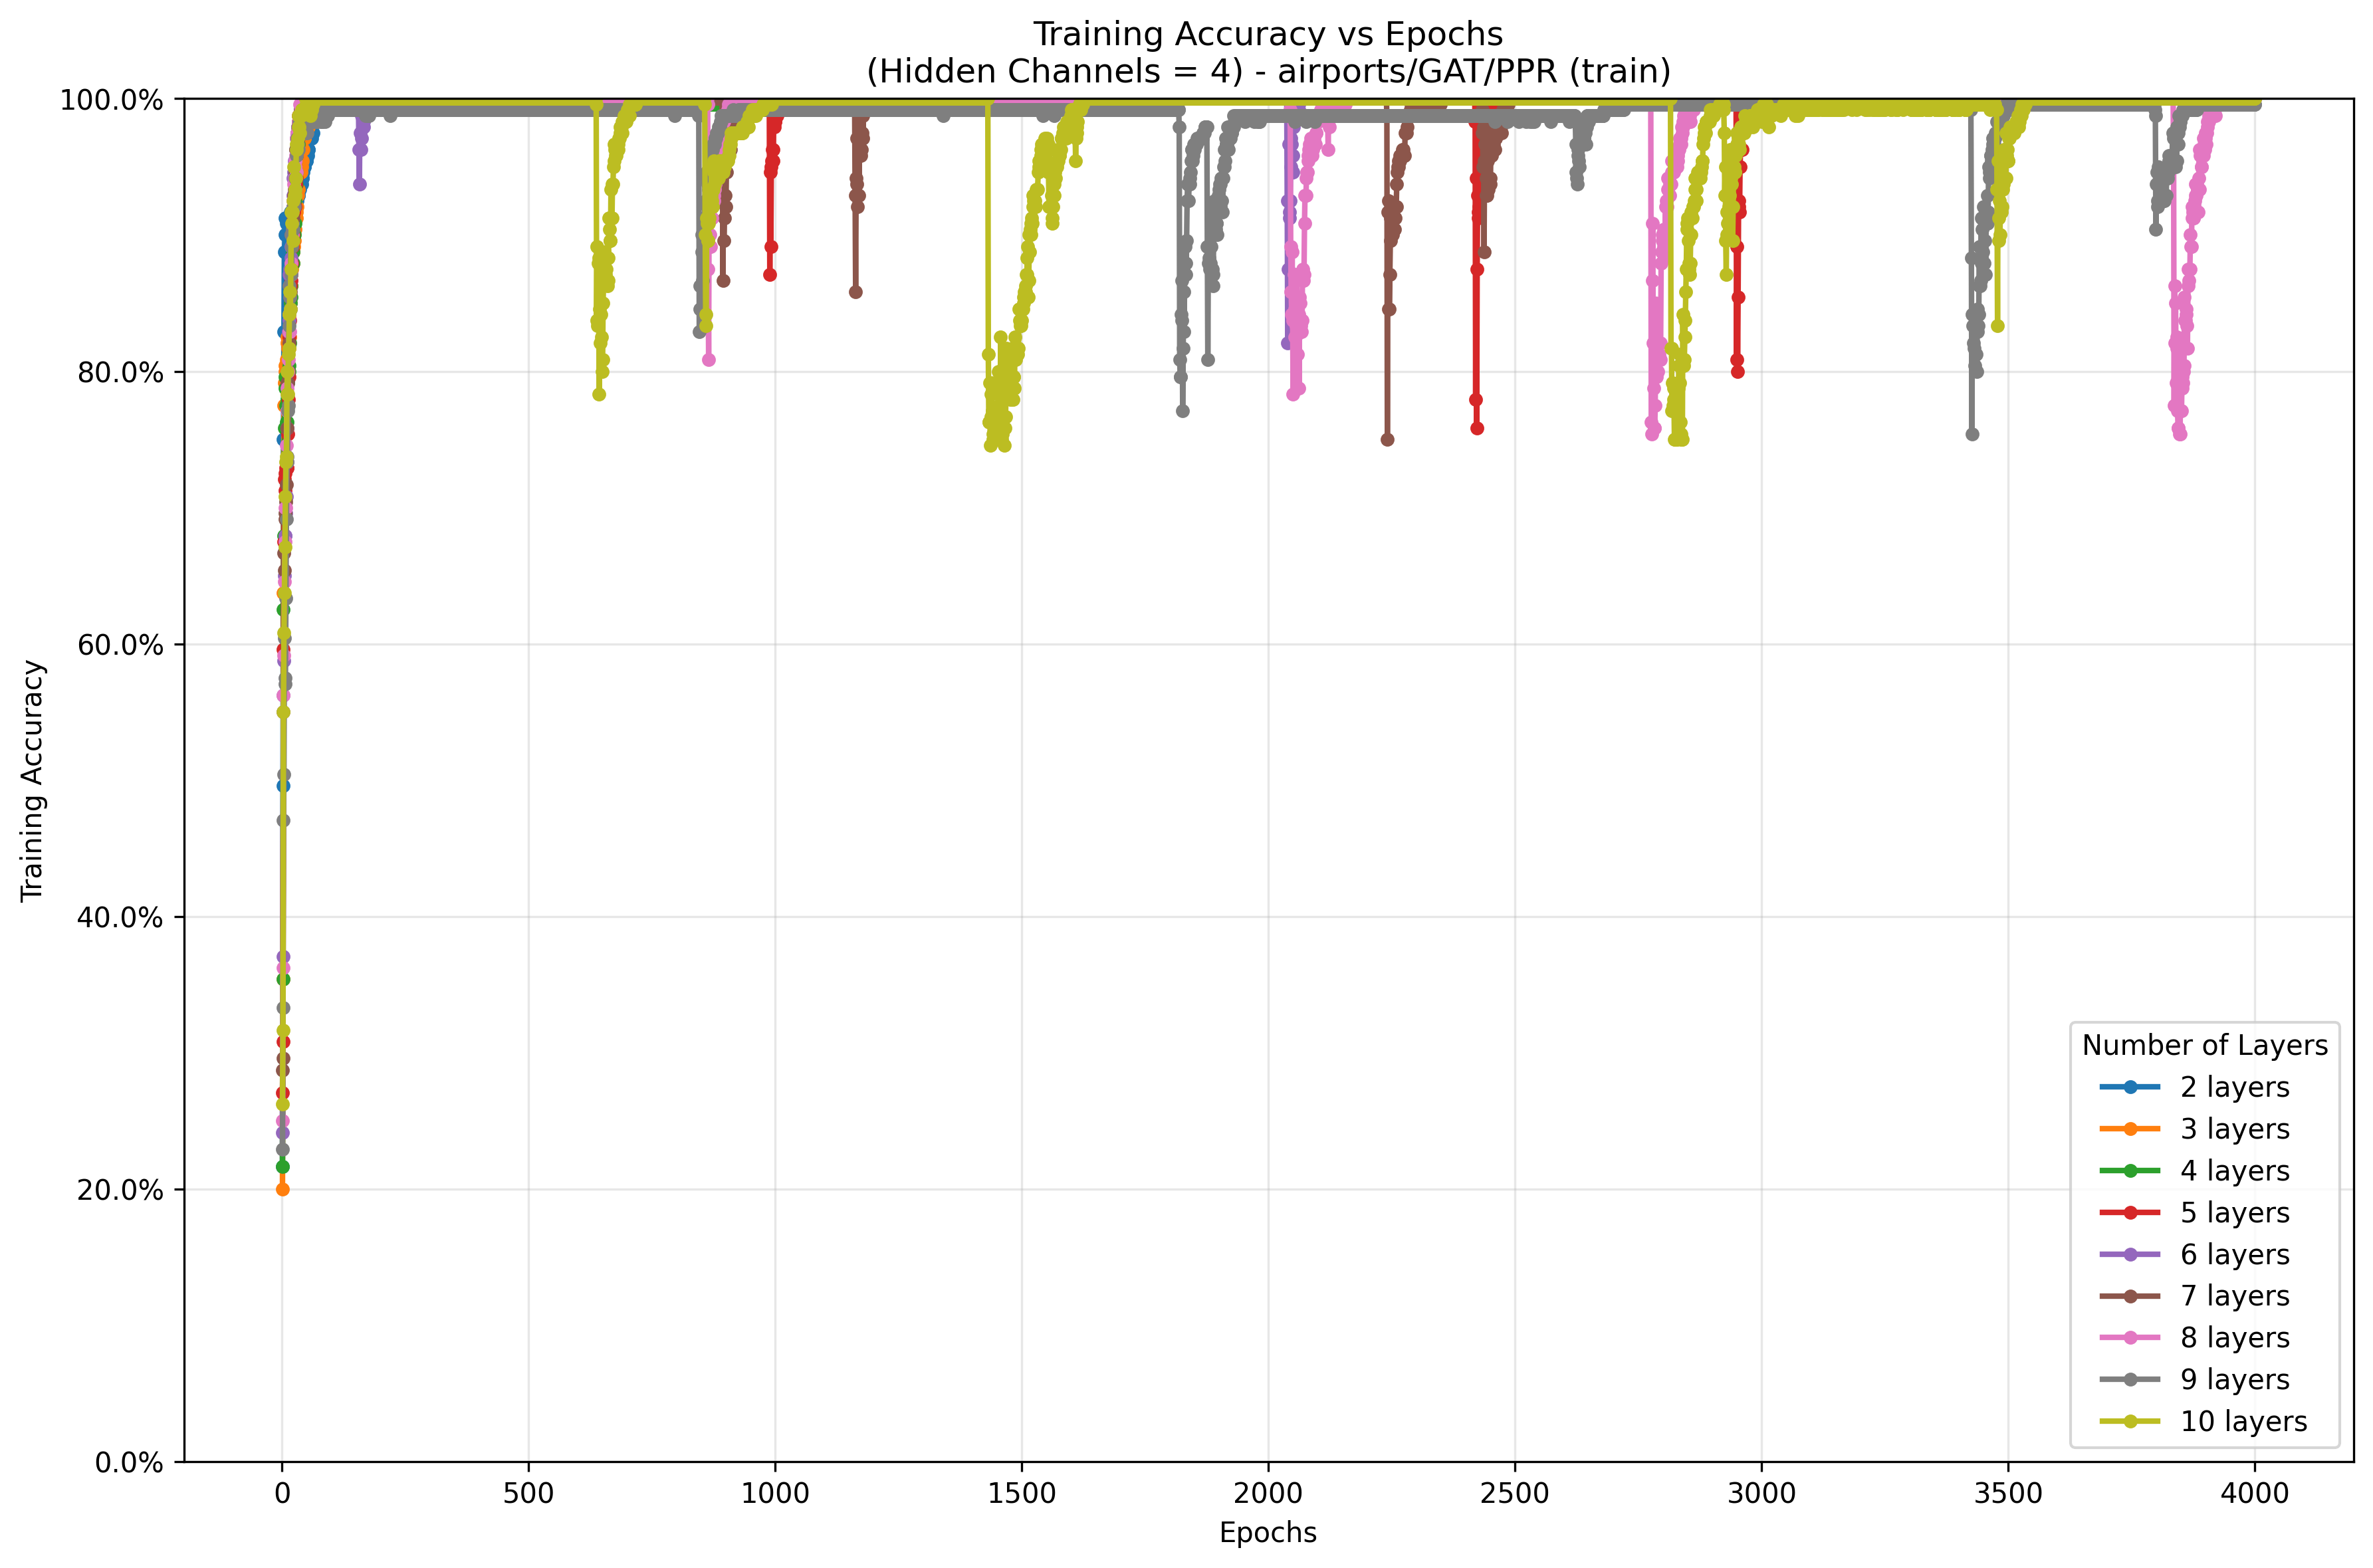 Training Accuracy vs Epochs
(Hidden Channels = 4) - airports/GAT/PPR (train)
100.0%
80.0%
60.0%
40.0%
20.0%
0.0%
Training Accuracy
0
500
1000
1500
2000
2500
3000
3500
4000
Epochs
Number of Layers
2 layers
3 layers
4 layers
5 layers
6 layers
7 layers
8 layers
9 layers
10 layers